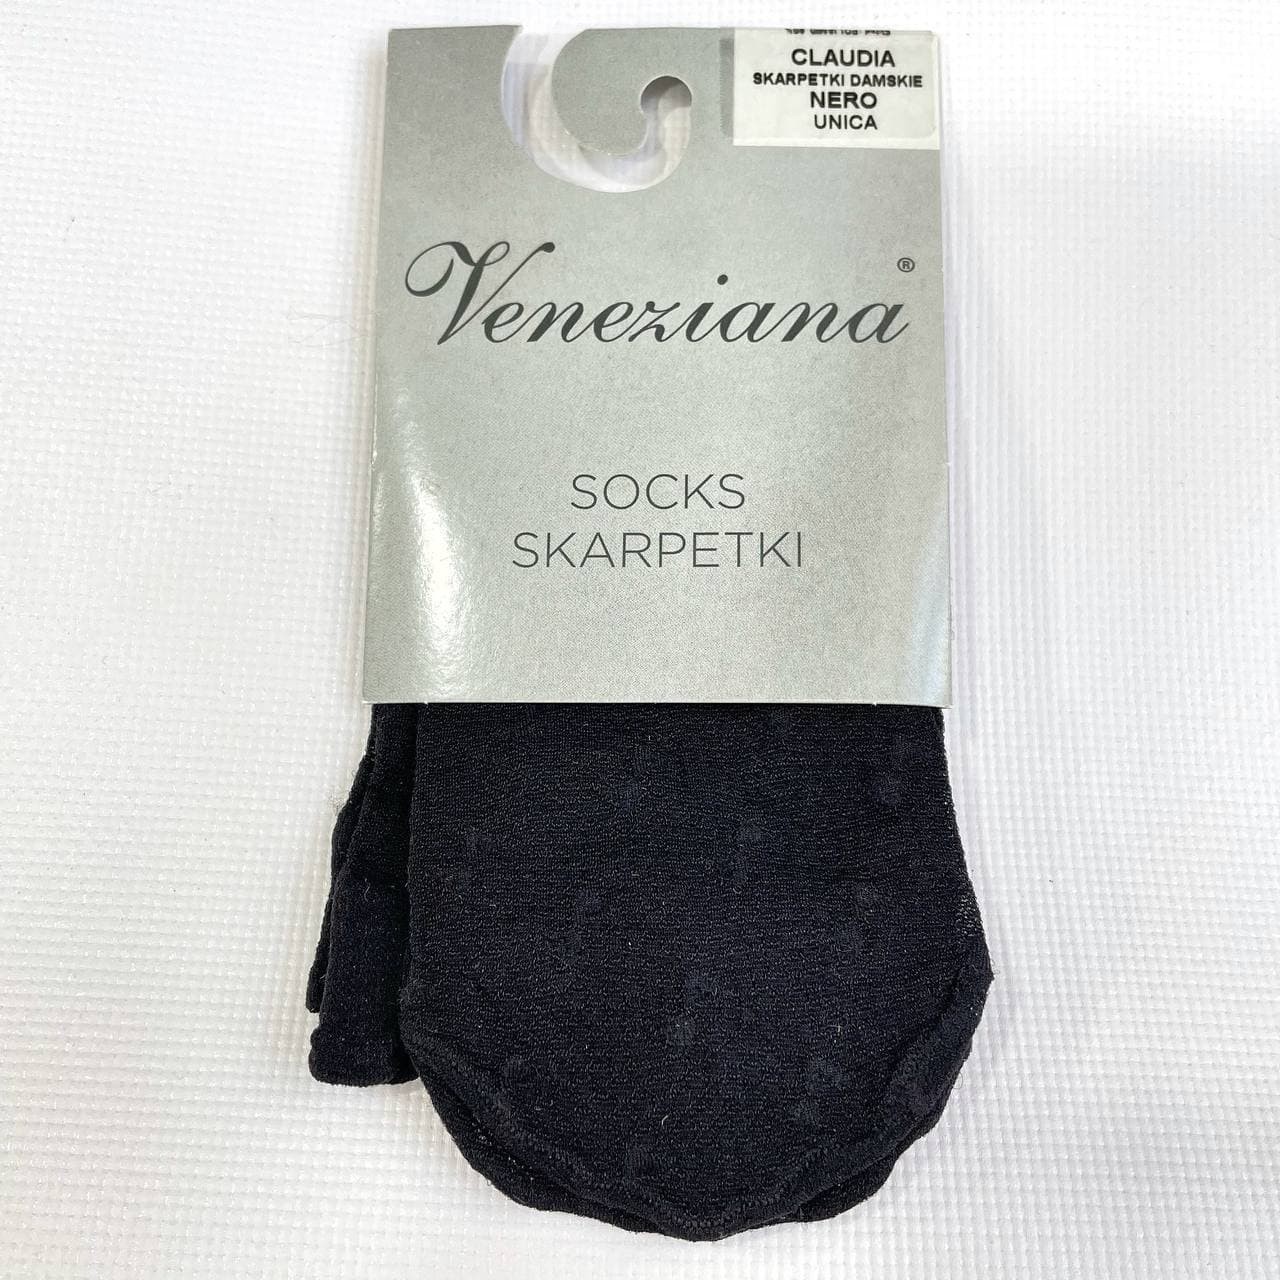 CLAUDIA
SKARPETKI DAMSKIE
NERO
UNICA
Veneziana®
SOCKS
SKARPETKI